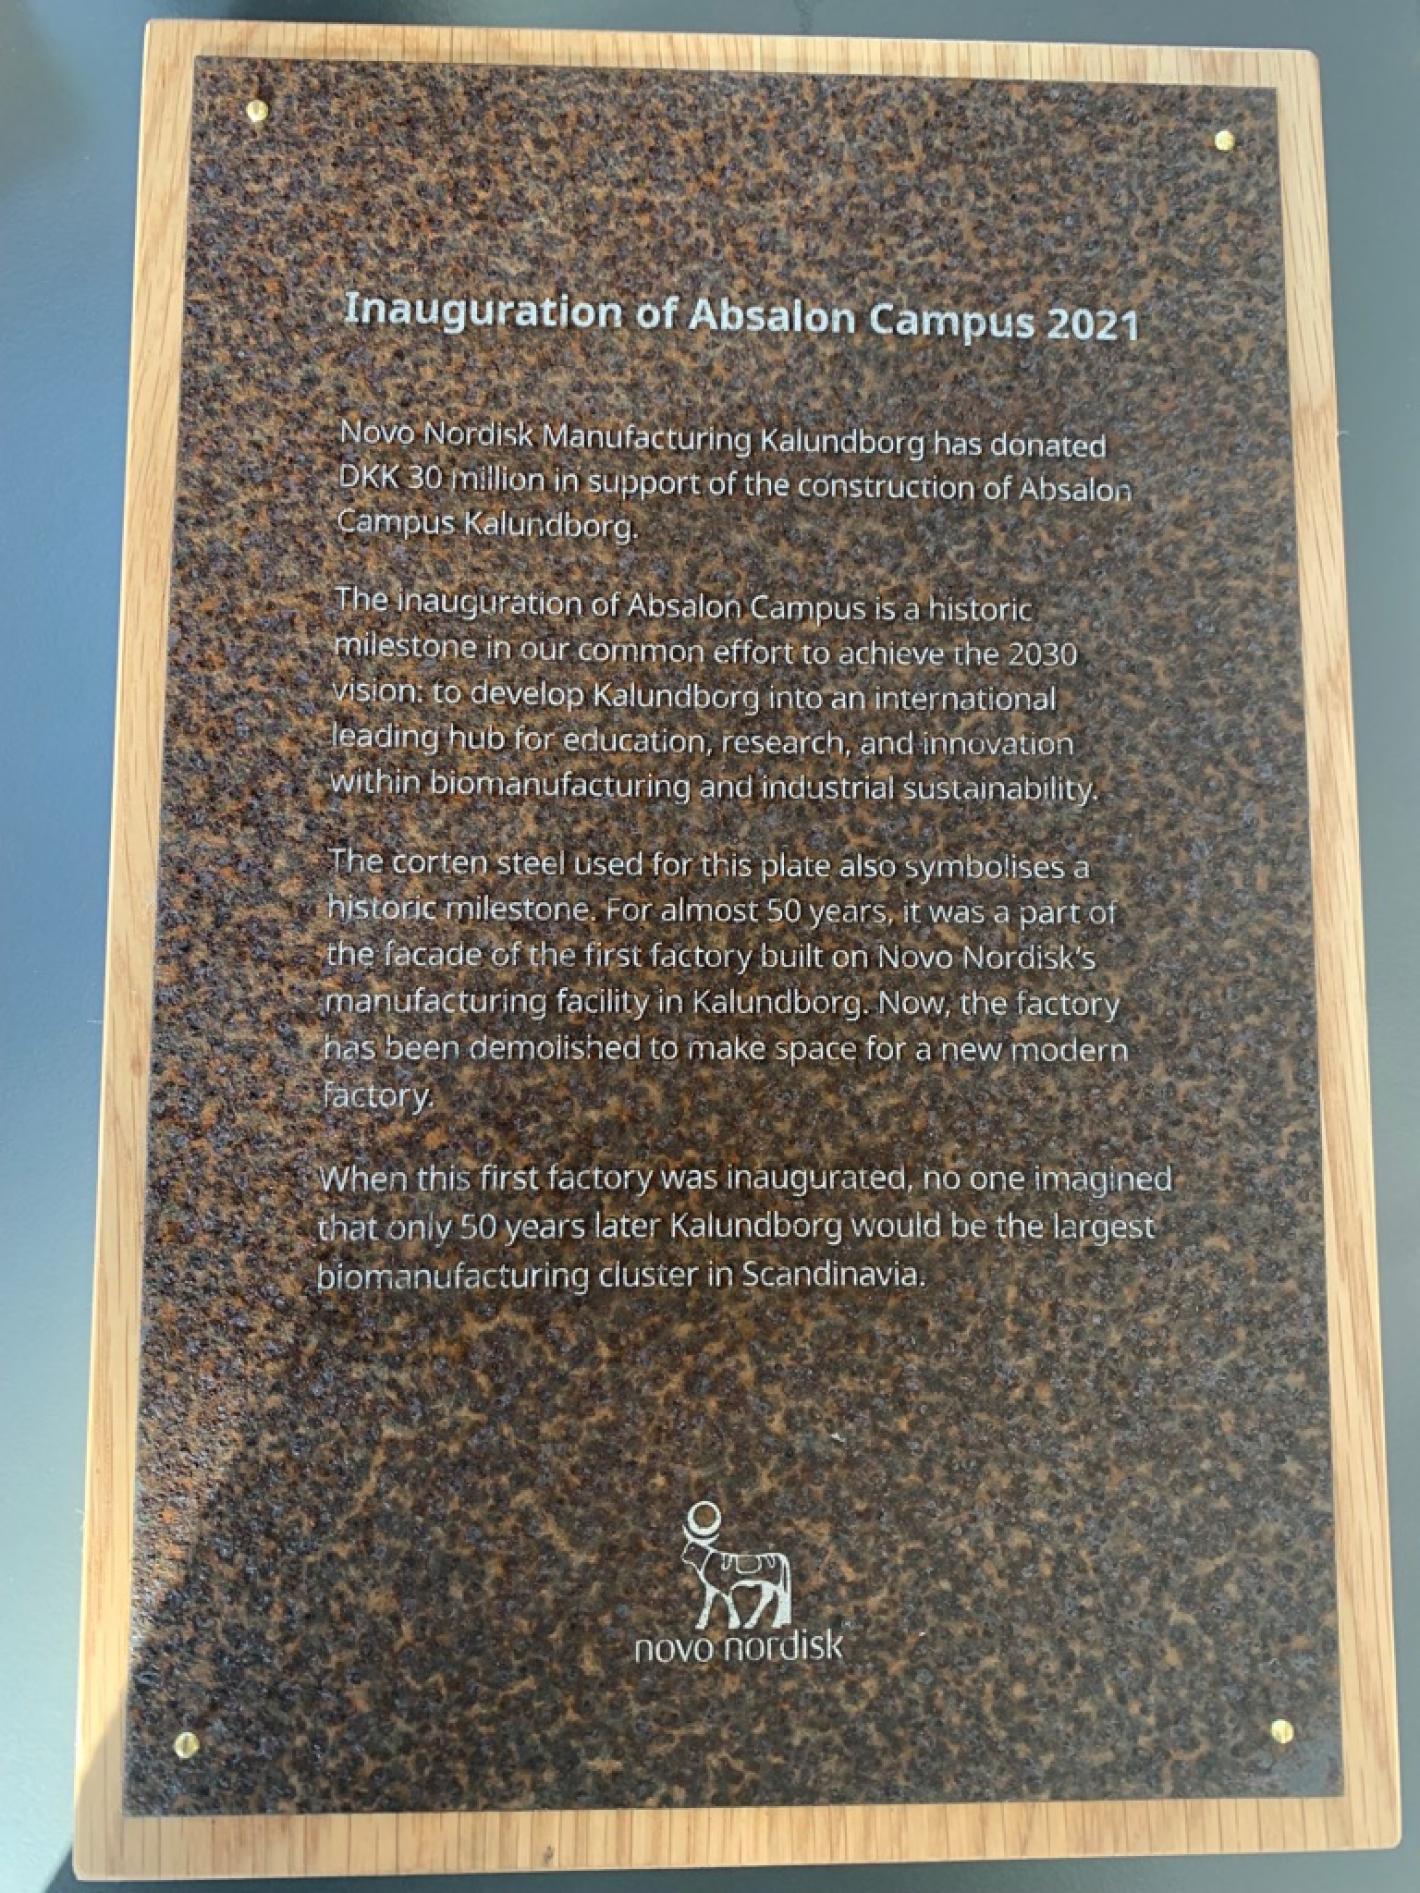 Inauguration of Absalon Campus 2021
Novo Nordisk Manufacturing Kalundborg has donated
DKK 30 million in support of the construction of Absalon
Campus Kalundborg.
The inauguration of Absalon Campus is a historic
milestone in our common effort to achieve the 2030
vision: to develop Kalundborg into an international
leading hub for education, research, and innovation
within biomanufacturing and industrial sustainability.
The corten steel used for this plate also symbolises a
historic milestone. For almost 50 years, it was a part of
the facade of the first factory built on Novo Nordisk's
manufacturing facility in Kalundborg. Now, the factory
has been demolished to make space for a new modern
factory.
When this first factory was inaugurated, no one imagined
that only 50 years later Kalundborg would be the largest
biomanufacturing cluster in Scandinavia.
novo nordisk